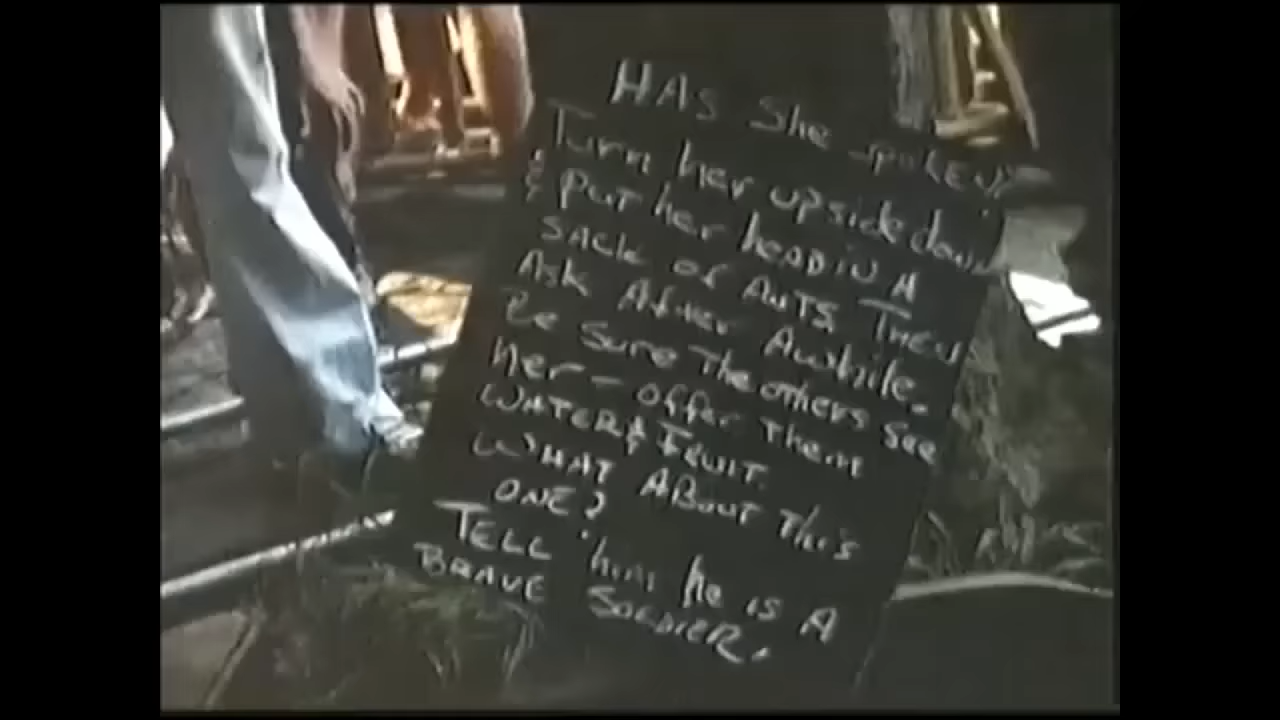 HAS She spoKEN?
Turn her upside down
& put her heAD iN A
SACK of ANTS. THEN
ASK AFter AWhile.
Be SURE The others See
her - offer them
WATER & FRUIT.
WHAT ABOUT This
ONE?
TELL him he is A
BRAVE SOLDIER.